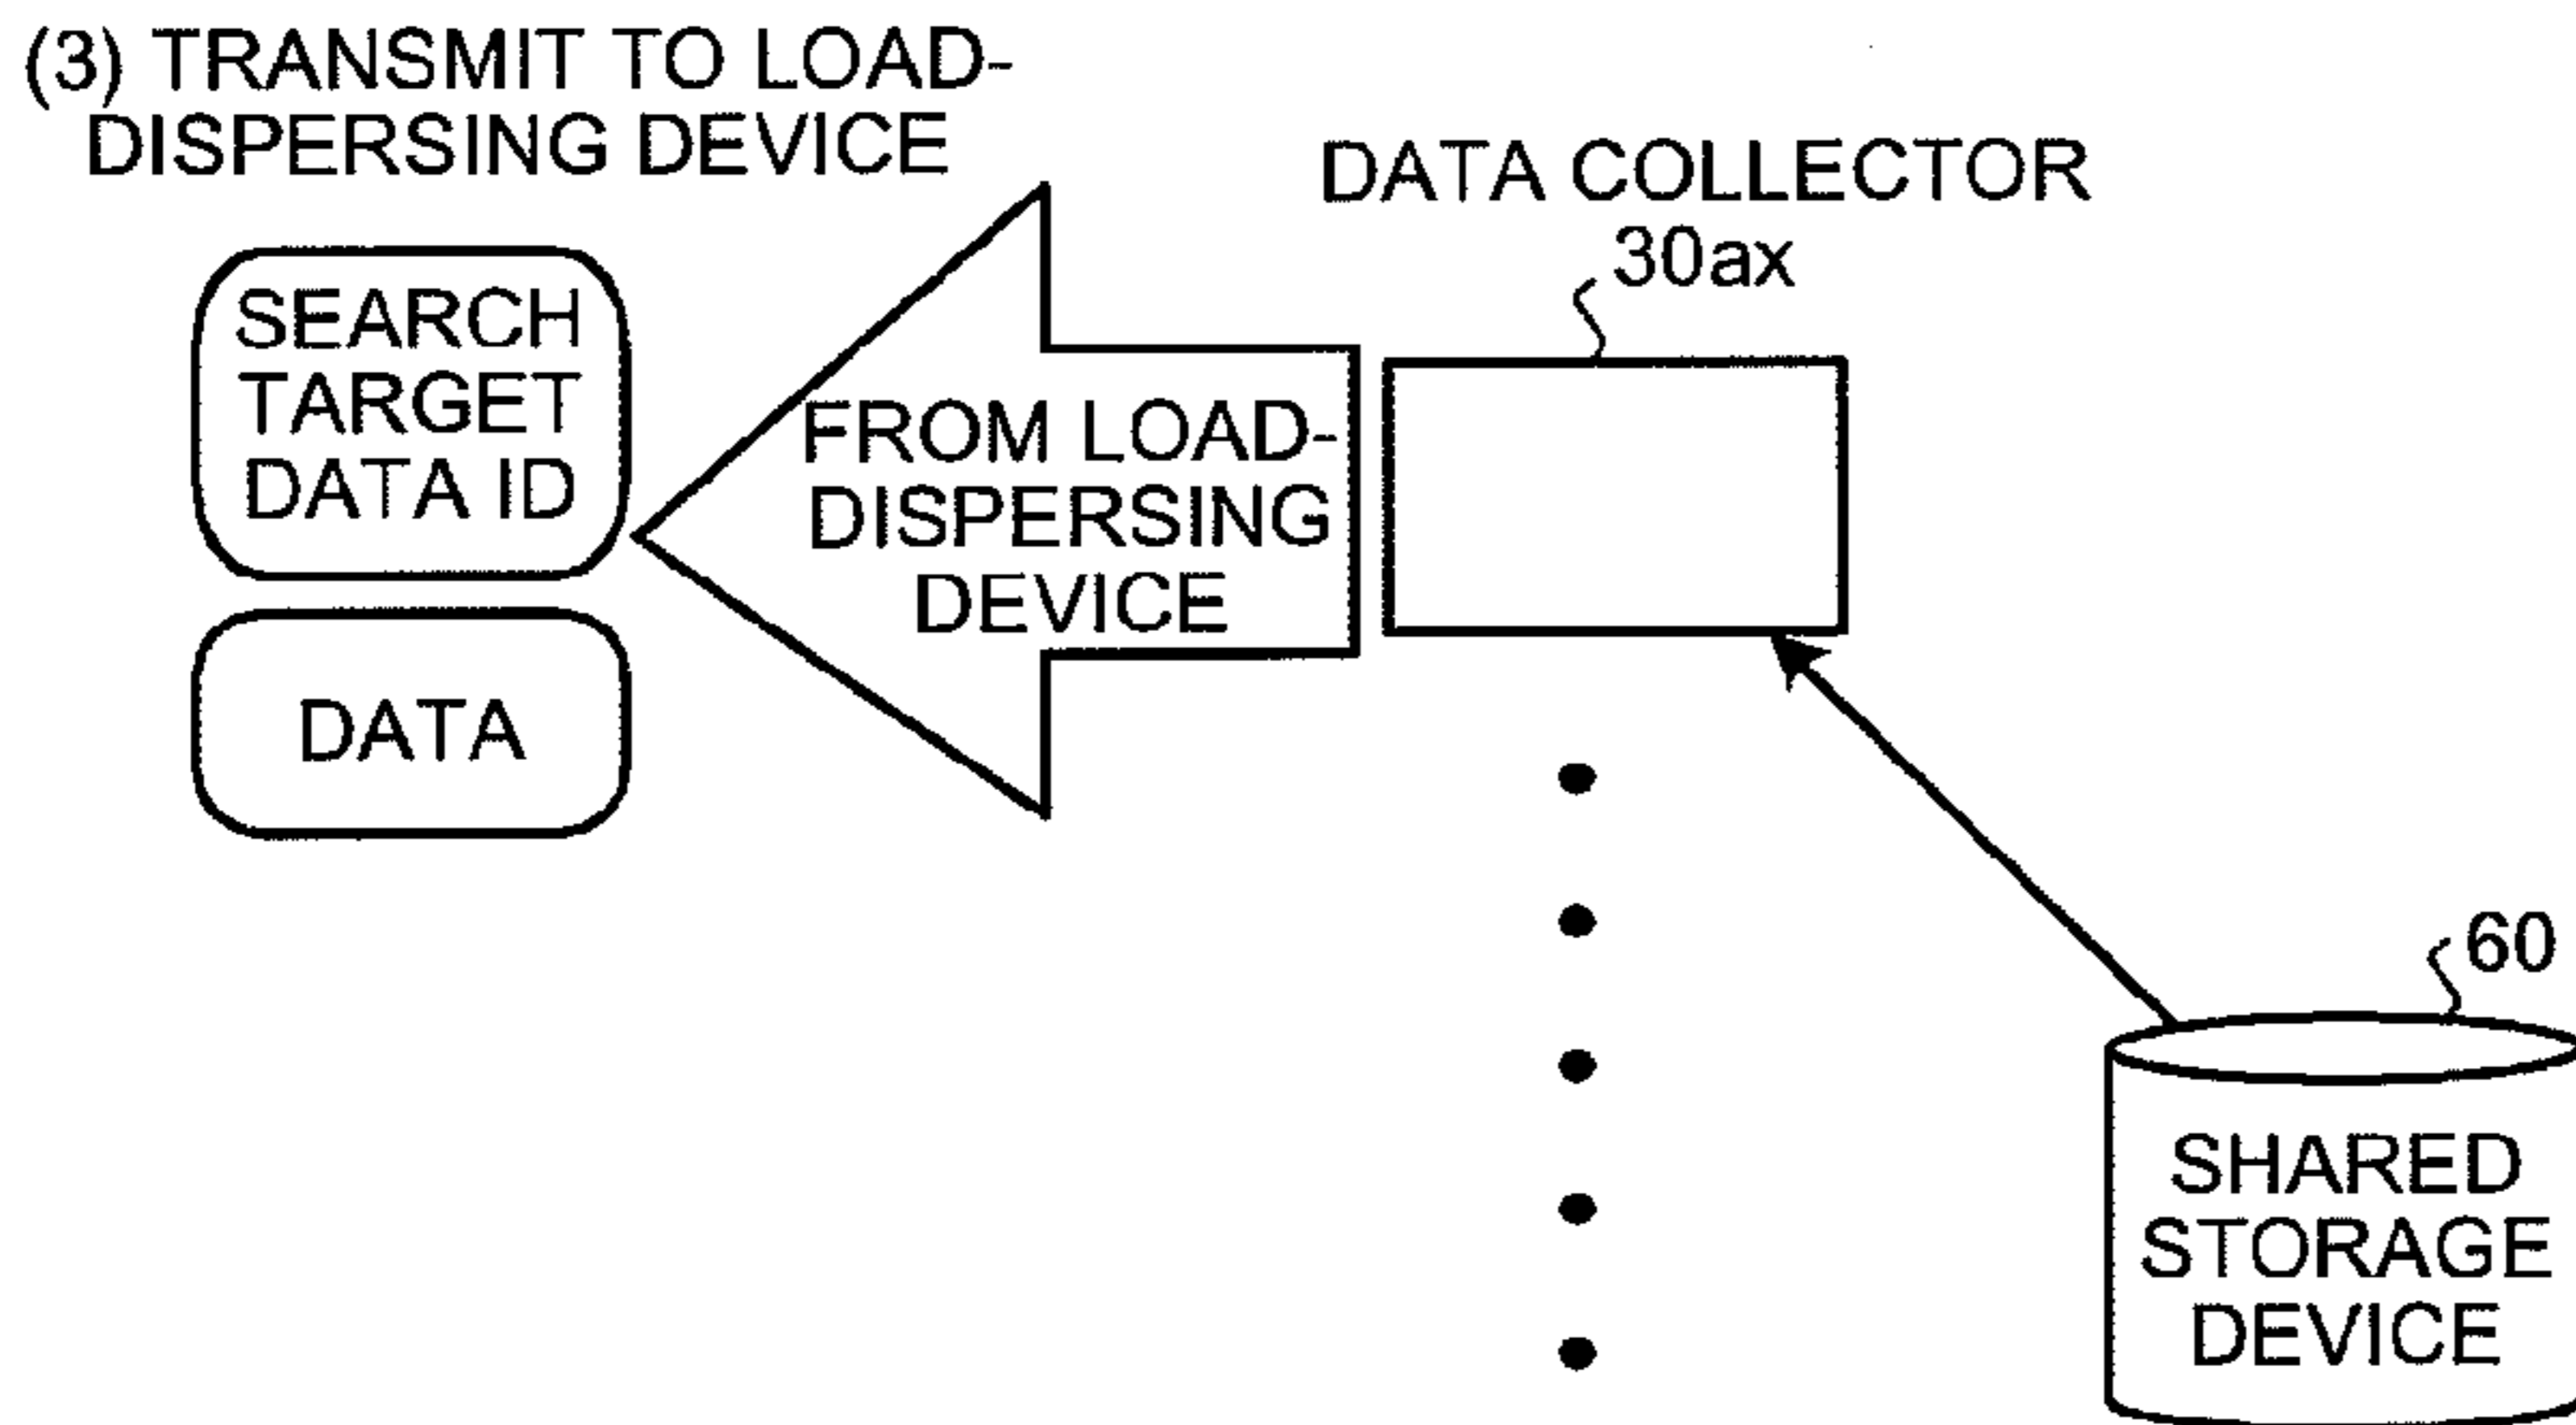 (3) TRANSMIT TO LOAD-
DISPERSING DEVICE
DATA COLLECTOR
30ax
SEARCH
TARGET
DATA ID
FROM LOAD-
DISPERSING
DEVICE
DATA
60
SHARED
STORAGE
DEVICE